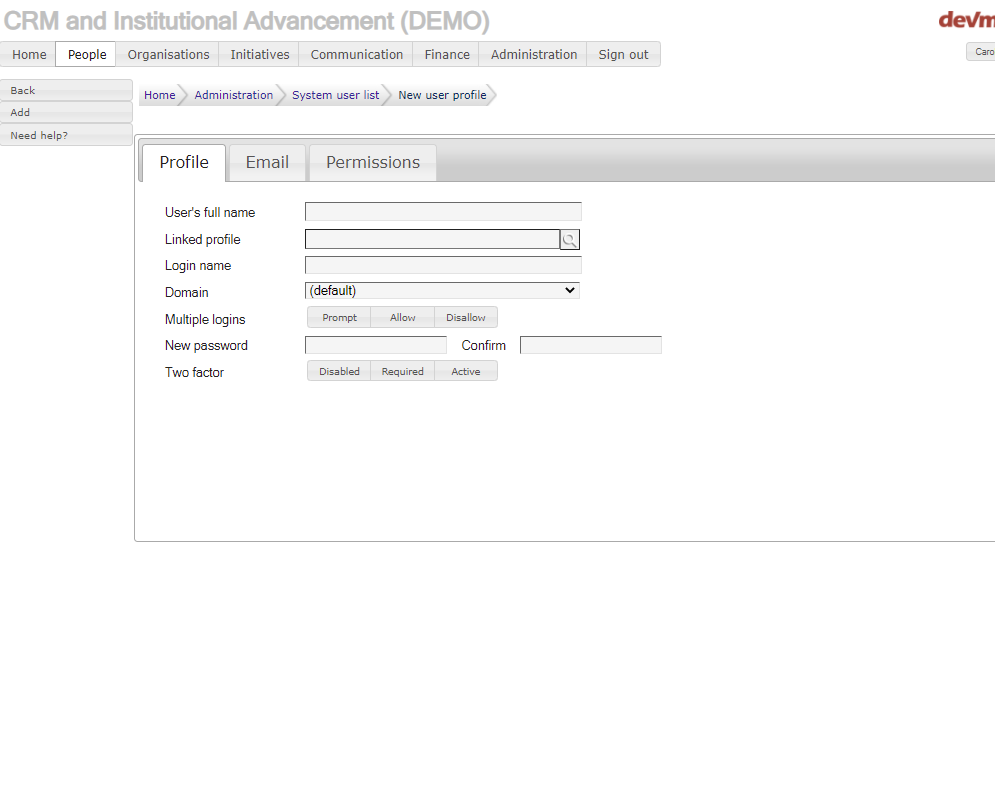 CRM and Institutional Advancement (DEMO)
devm
Home People Organisations Initiatives Communication Finance Administration Sign out
Caro
Back
Add
Need help?
Home Administration System user list New user profile
Profile Email Permissions
User's full name
Linked profile
Login name
Domain (default)
Multiple logins Prompt Allow Disallow
New password Confirm
Two factor Disabled Required Active